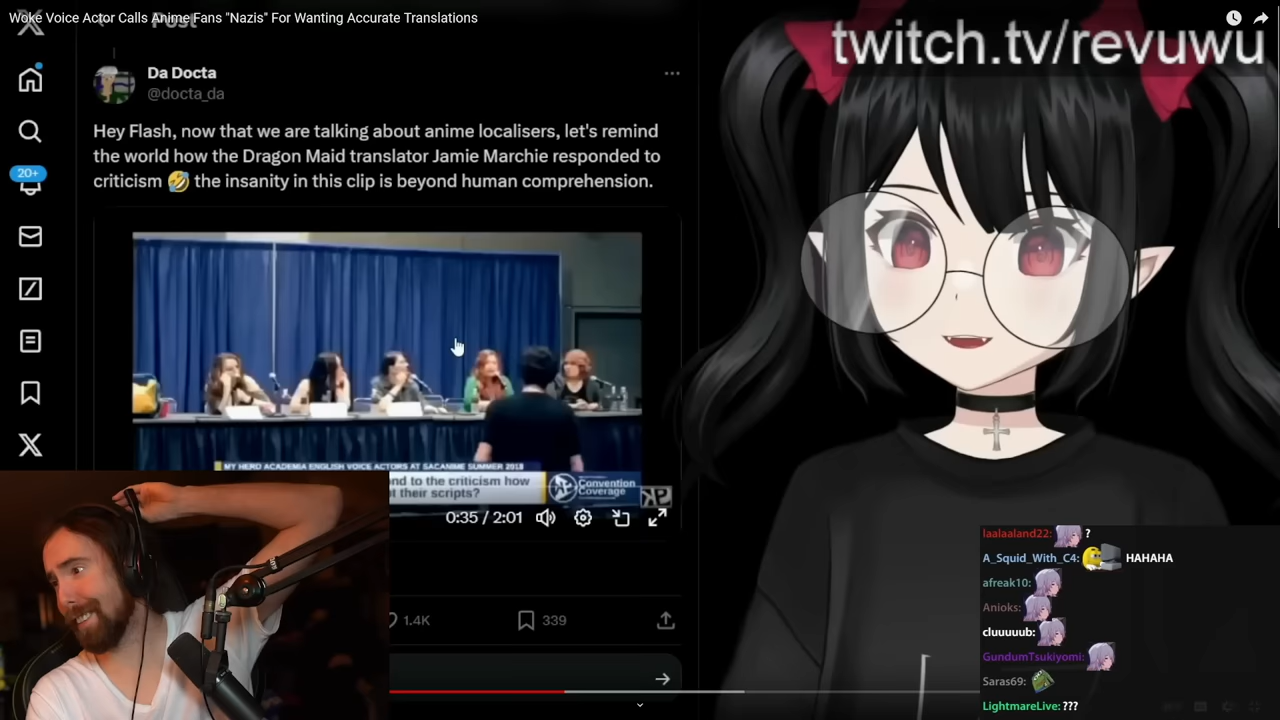 Woke Voice Actor Calls Anime Fans "Nazis" For Wanting Accurate Translations
Post
twitch.tv/revuwu
Da Docta
@docta_da
Hey Flash, now that we are talking about anime localisers, let's remind
the world how the Dragon Maid translator Jamie Marchie responded to
criticism 🤣 the insanity in this clip is beyond human comprehension.
20+
MY HERO ACADEMIA ENGLISH VOICE ACTORS AT SACANIME SUMMER 2018
nd to the criticism how
t their scripts?
Convention
Coverage
0:35 / 2:01
1.4K
339
laalaaland22: ?
A_Squid_With_C4: HAHAHA
afreak10:
Anioks:
cluuuuub:
GundumTsukiyomi:
Saras69:
LightmareLive: ???